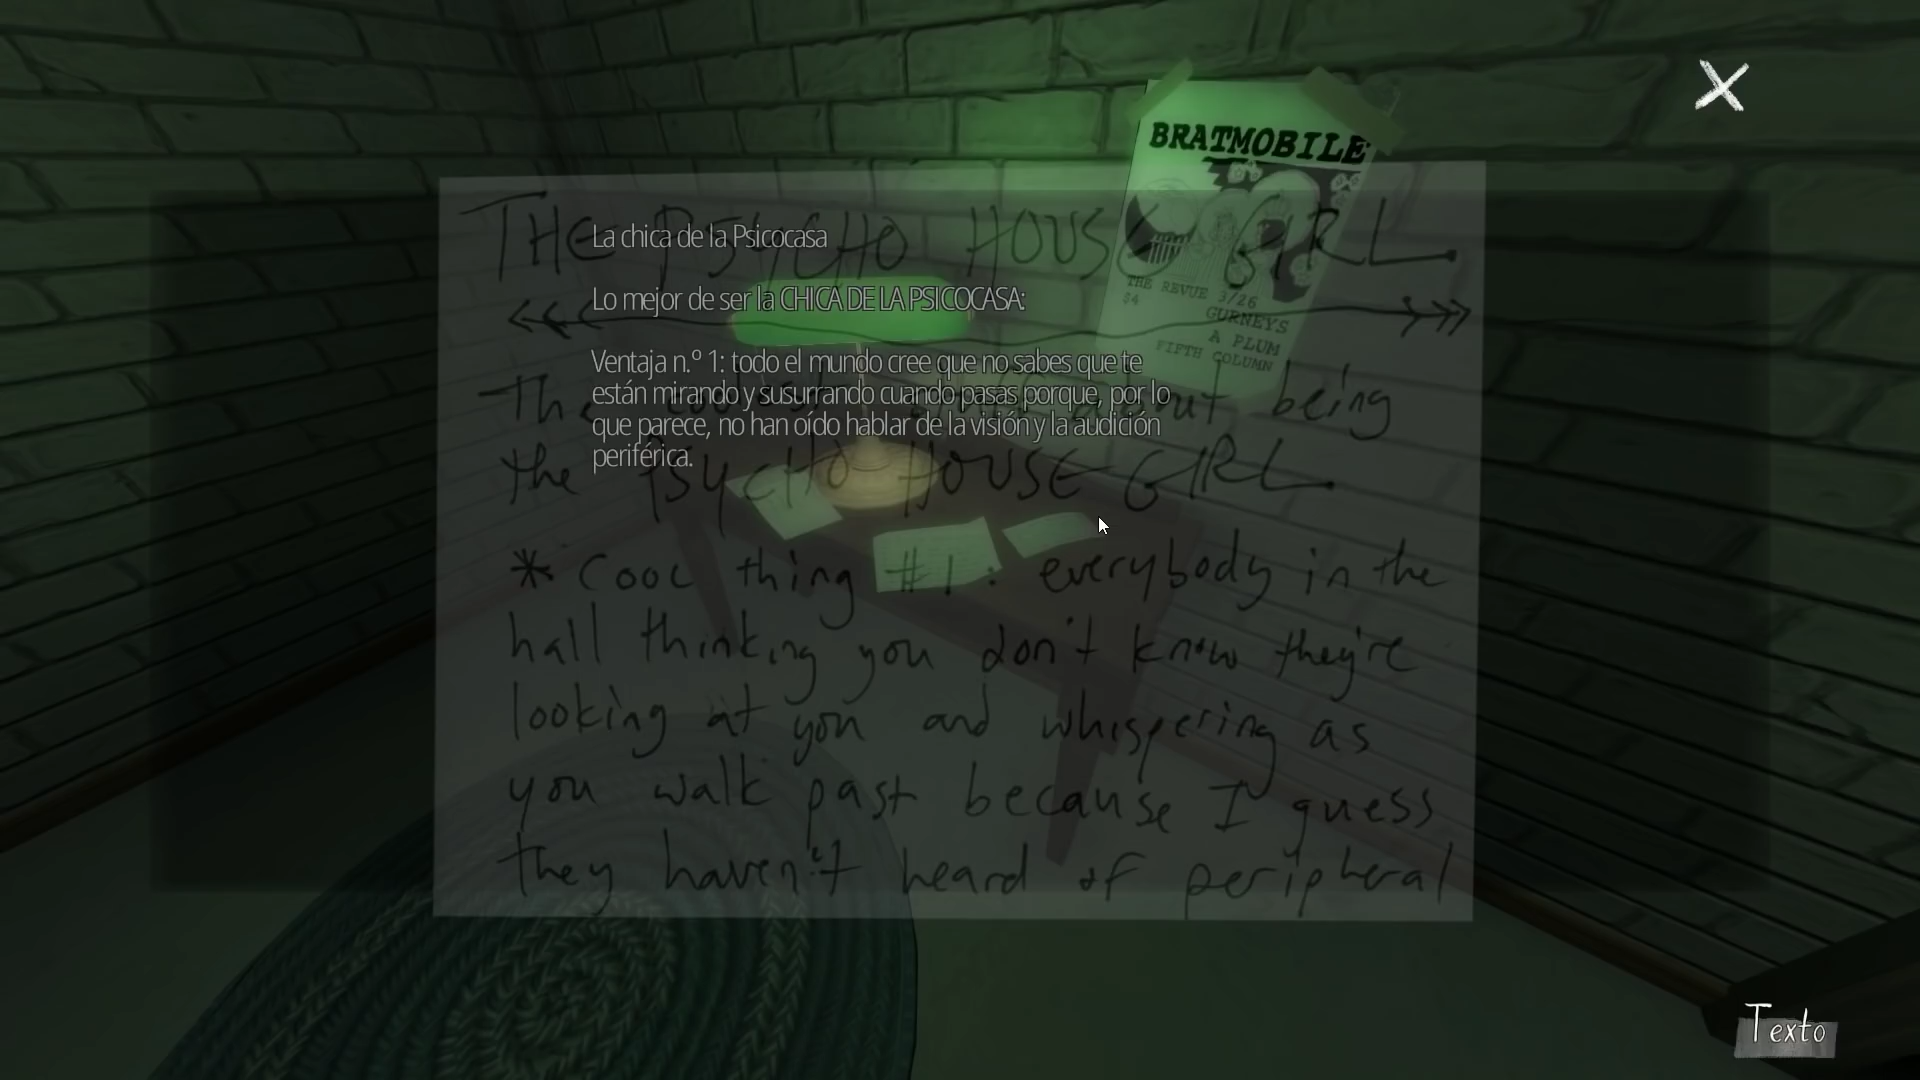 BRATMOBILE
THE REVUE 3/26
$4
GURNEYS
A PLUM
FIFTH COLUMN
THE PSYCHO HOUSE GIRL
La chica de la Psicocasa
Lo mejor de ser la CHICA DE LA PSICOCASA:
Ventaja n.º 1: todo el mundo cree que no sabes que te
están mirando y susurrando cuando pasas porque, por lo
que parece, no han oído hablar de la visión y la audición
periférica.
The coolest about being
the PSYCHO HOUSE GIRL
* Cool thing #1: everybody in the
hall thinking you don't know they're
looking at you and whispering as
you walk past because I guess
they haven't heard of peripheral
Texto